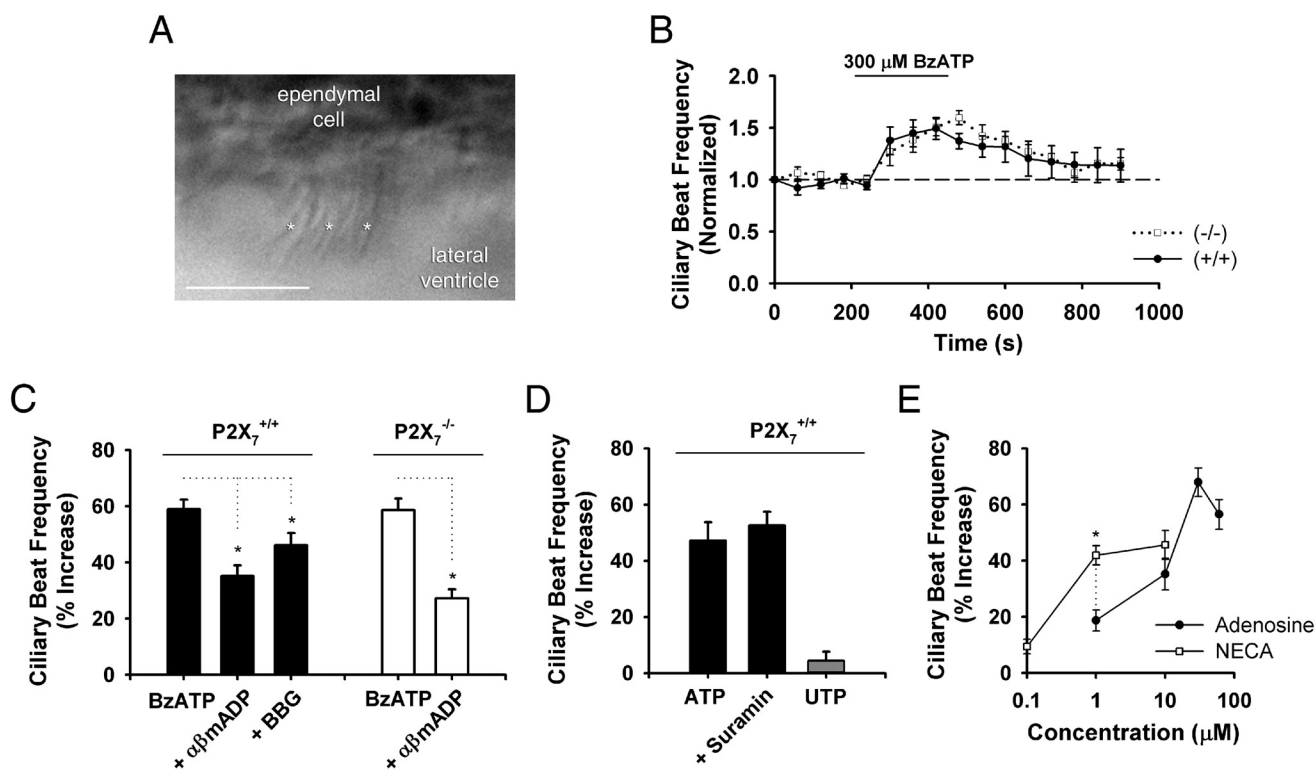 A
ependymal
cell
* * *
lateral
ventricle
B
300 μM BzATP
Ciliary Beat Frequency
(Normalized)
2.0
1.5
1.0
0.5
0.0
0 200 400 600 800 1000
Time (s)
(-/-)
(+/+)
C
P2X7+/+ P2X7-/-
Ciliary Beat Frequency
(% Increase)
80
60
40
20
0
* * *
BzATP + αβmADP + BBG BzATP + αβmADP
D
P2X7+/+
Ciliary Beat Frequency
(% Increase)
80
60
40
20
0
ATP + Suramin UTP
E
Ciliary Beat Frequency
(% Increase)
80
60
40
20
0
*
Adenosine
NECA
0.1 1 10 100
Concentration (μM)